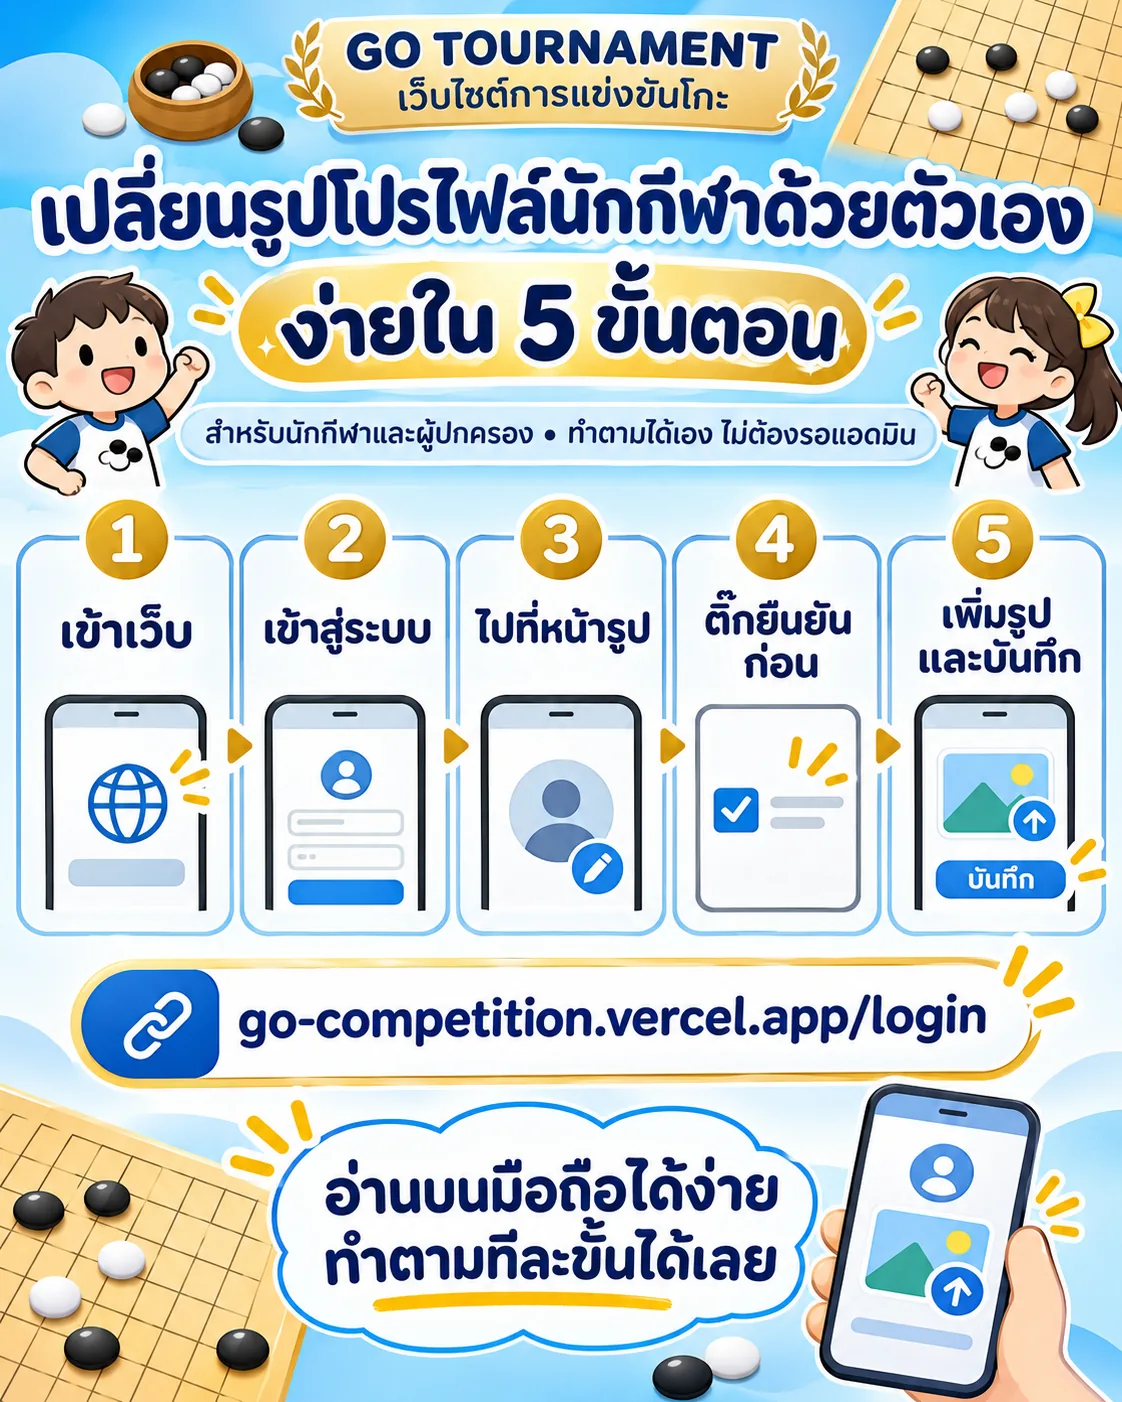 GO TOURNAMENT
เว็บไซต์การแข่งขันโกะ
เปลี่ยนรูปโปรไฟล์นักกีฬาด้วยตัวเอง
ง่ายใน 5 ขั้นตอน
สำหรับนักกีฬาและผู้ปกครอง • ทำตามได้เอง ไม่ต้องรอแอดมิน
1
เข้าเว็บ
2
เข้าสู่ระบบ
3
ไปที่หน้ารูป
4
ติ๊กยืนยัน
ก่อน
5
เพิ่มรูป
และบันทึก
บันทึก
go-competition.vercel.app/login
อ่านบนมือถือได้ง่าย
ทำตามทีละขั้นได้เลย